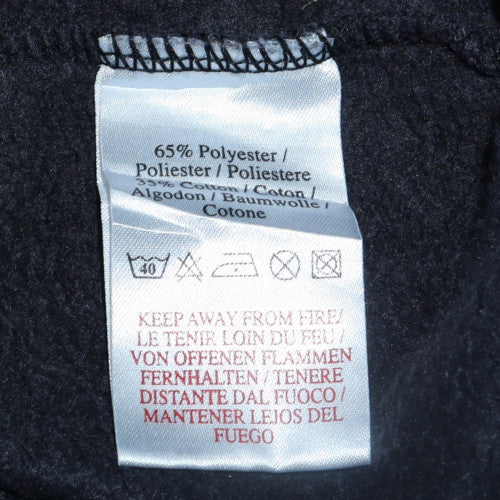 65% Polyester /
Poliester / Poliestere
35% Cotton / Coton /
Algodon / Baumwolle /
Cotone
40
KEEP AWAY FROM FIRE/
LE TENIR LOIN DU FEU /
VON OFFENEN FLAMMEN
FERNHALTEN / TENERE
DISTANTE DAL FUOCO /
MANTENER LEJOS DEL
FUEGO